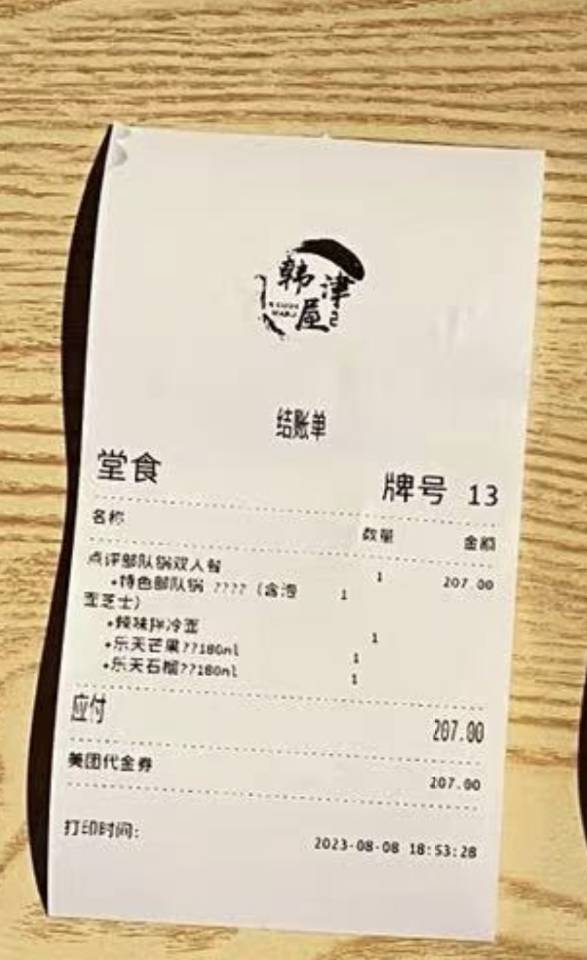 韩津
屋
结账单
堂食 牌号 13
名称 数量 金额
点评部队锅双人餐 1 207.00
•特色部队锅 ???? (含泡 1
面芝士)
•辣味拌冷面 1
•乐天芒果??180ml 1
•乐天石榴??180ml 1
应付 207.00
美团代金券 207.00
打印时间: 2023-08-08 18:53:28